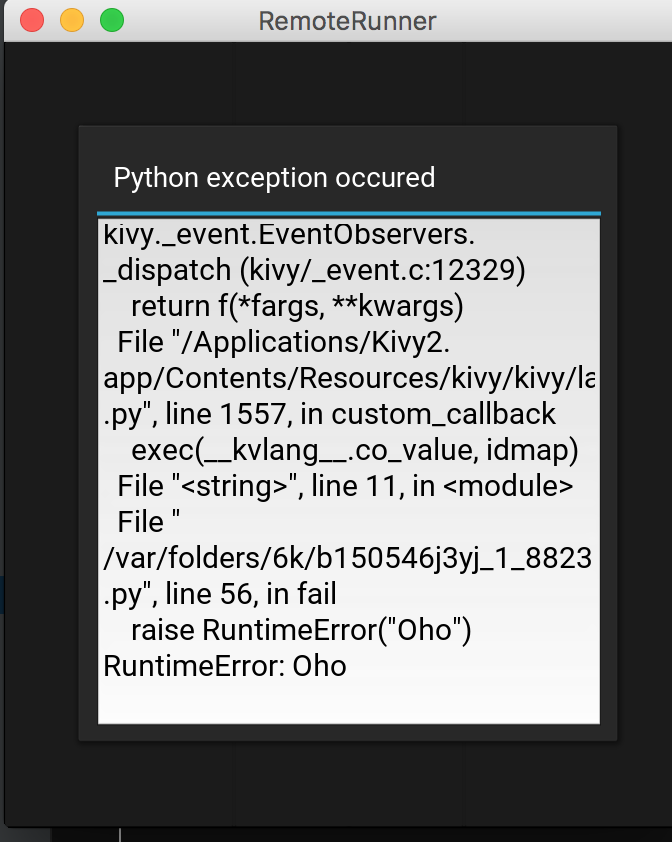 RemoteRunner
Python exception occured
kivy._event.EventObservers.
_dispatch (kivy/_event.c:12329)
return f(*fargs, **kwargs)
File "/Applications/Kivy2.
app/Contents/Resources/kivy/kivy/la
.py", line 1557, in custom_callback
exec(__kvlang__.co_value, idmap)
File "<string>", line 11, in <module>
File "
/var/folders/6k/b150546j3yj_1_8823
.py", line 56, in fail
raise RuntimeError("Oho")
RuntimeError: Oho